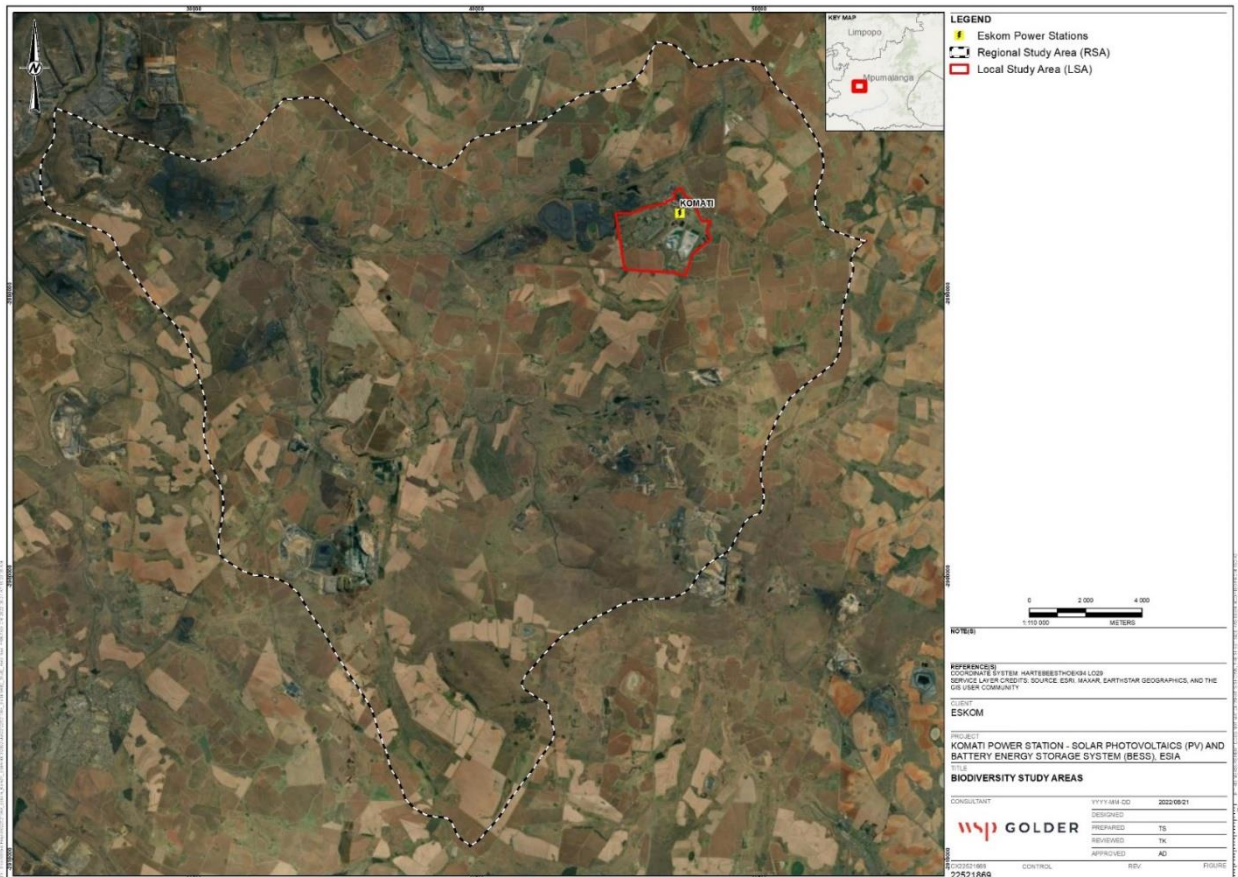 30000
40000
50000
KEY MAP
Limpopo
Mpumalanga
N
KOMATI
LEGEND
Eskom Power Stations
Regional Study Area (RSA)
Local Study Area (LSA)
0 2 000 4 000
1:110 000 METERS
NOTE(S)
REFERENCE(S)
COORDINATE SYSTEM: HARTEBEESTHOEK94 LO29
SERVICE LAYER CREDITS: SOURCE: ESRI, MAXAR, EARTHSTAR GEOGRAPHICS, AND THE
GIS USER COMMUNITY
CLIENT
ESKOM
PROJECT
KOMATI POWER STATION - SOLAR PHOTOVOLTAICS (PV) AND
BATTERY ENERGY STORAGE SYSTEM (BESS), ESIA
TITLE
BIODIVERSITY STUDY AREAS
CONSULTANT
wsp GOLDER
YYYY-MM-DD 2022/08/21
DESIGNED
PREPARED TS
REVIEWED TK
APPROVED AD
CONTROL REV. FIGURE
22521869